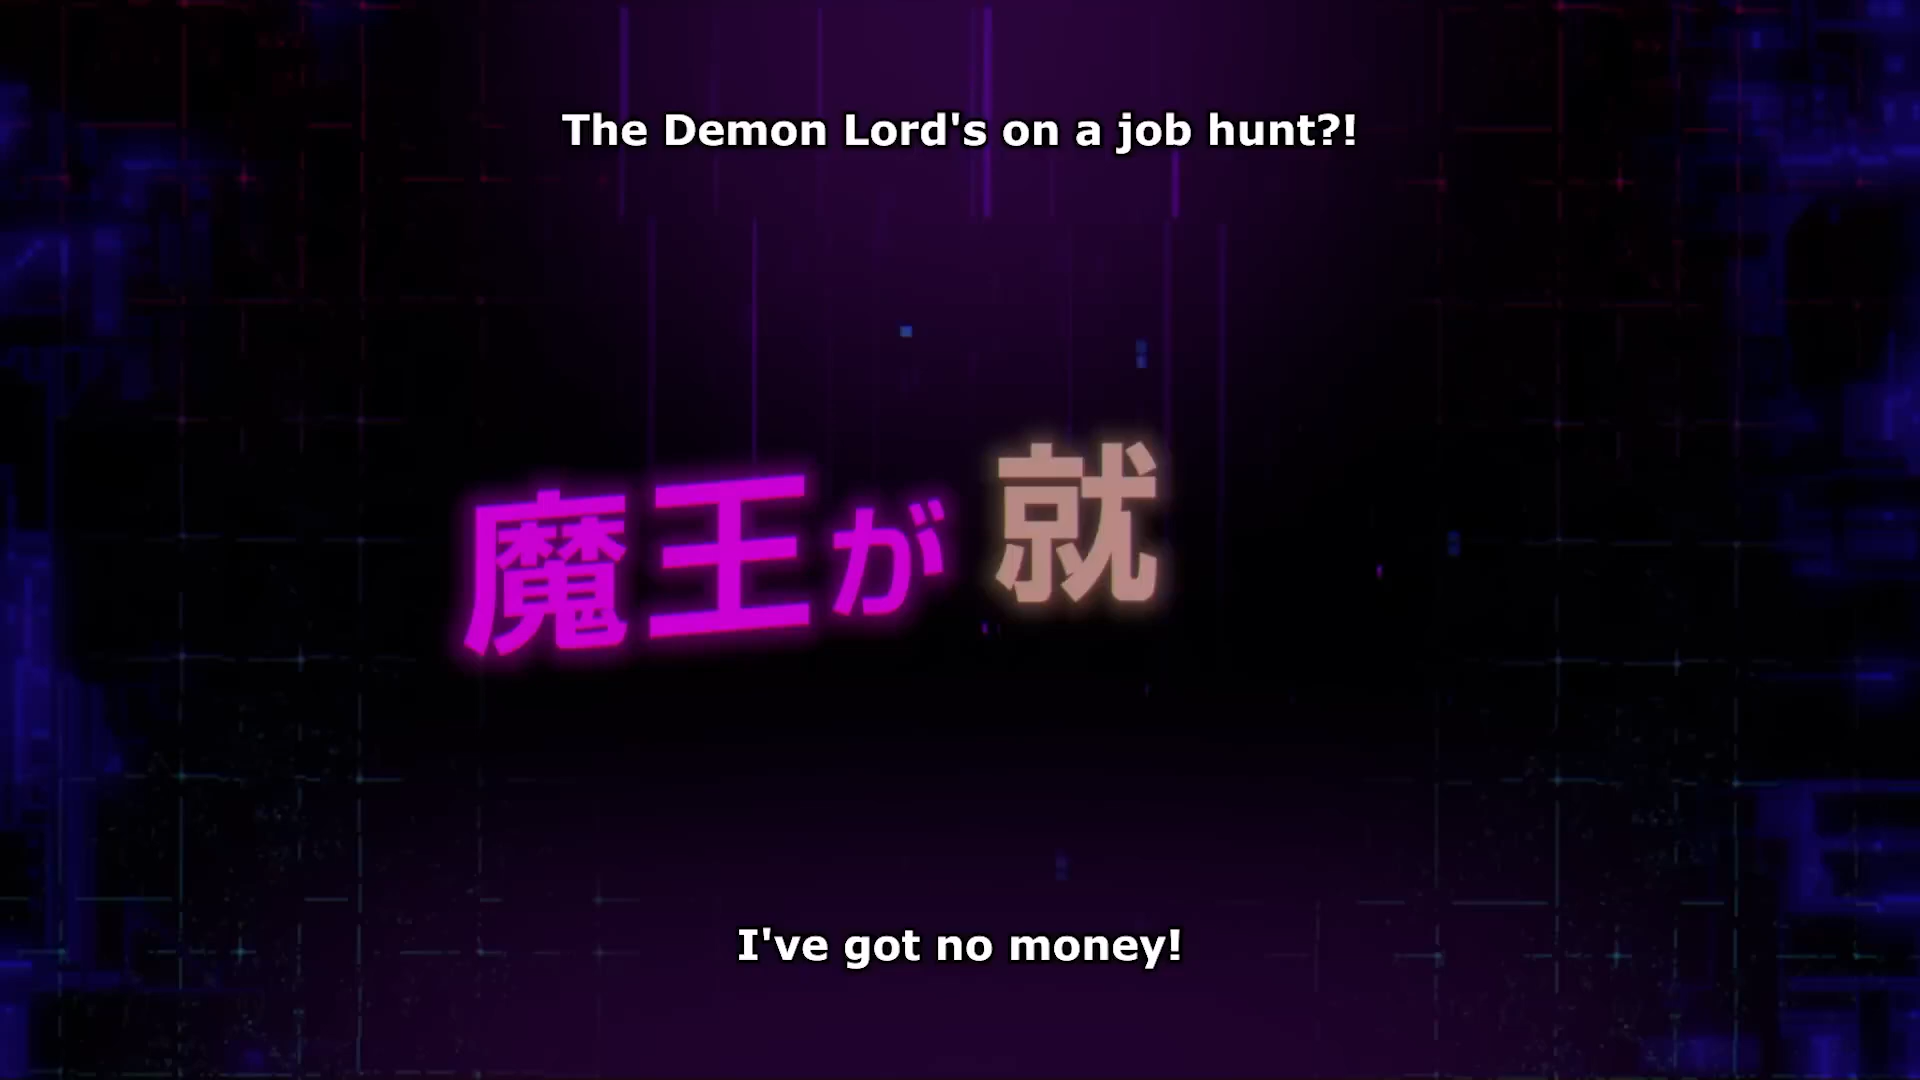 The Demon Lord's on a job hunt?!
魔王が就
I've got no money!